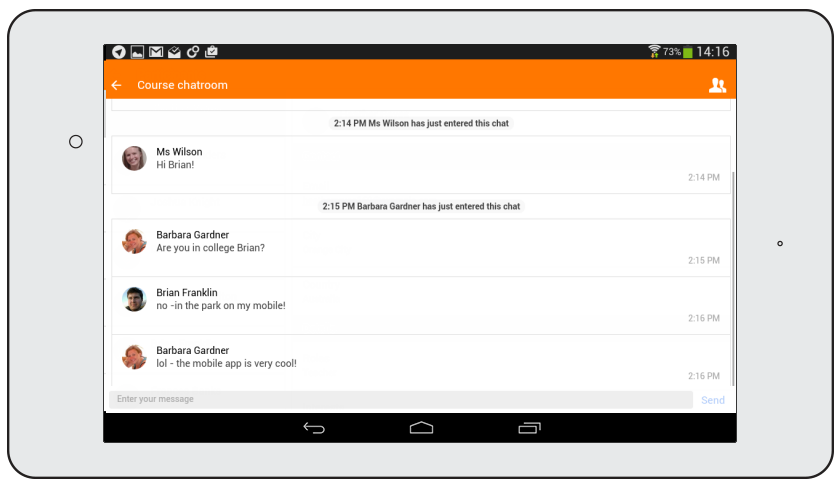 73% 14:16
Course chatroom
2:14 PM Ms Wilson has just entered this chat
Ms Wilson
Hi Brian!
2:14 PM
2:15 PM Barbara Gardner has just entered this chat
Barbara Gardner
Are you in college Brian?
2:15 PM
Brian Franklin
no -in the park on my mobile!
2:16 PM
Barbara Gardner
lol - the mobile app is very cool!
2:16 PM
Enter your message Send